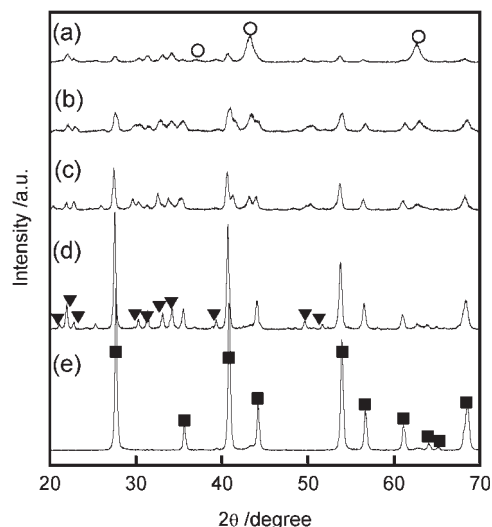 (a)
(b)
(c)
(d)
(e)
Intensity /a.u.
20 30 40 50 60 70
2θ /degree